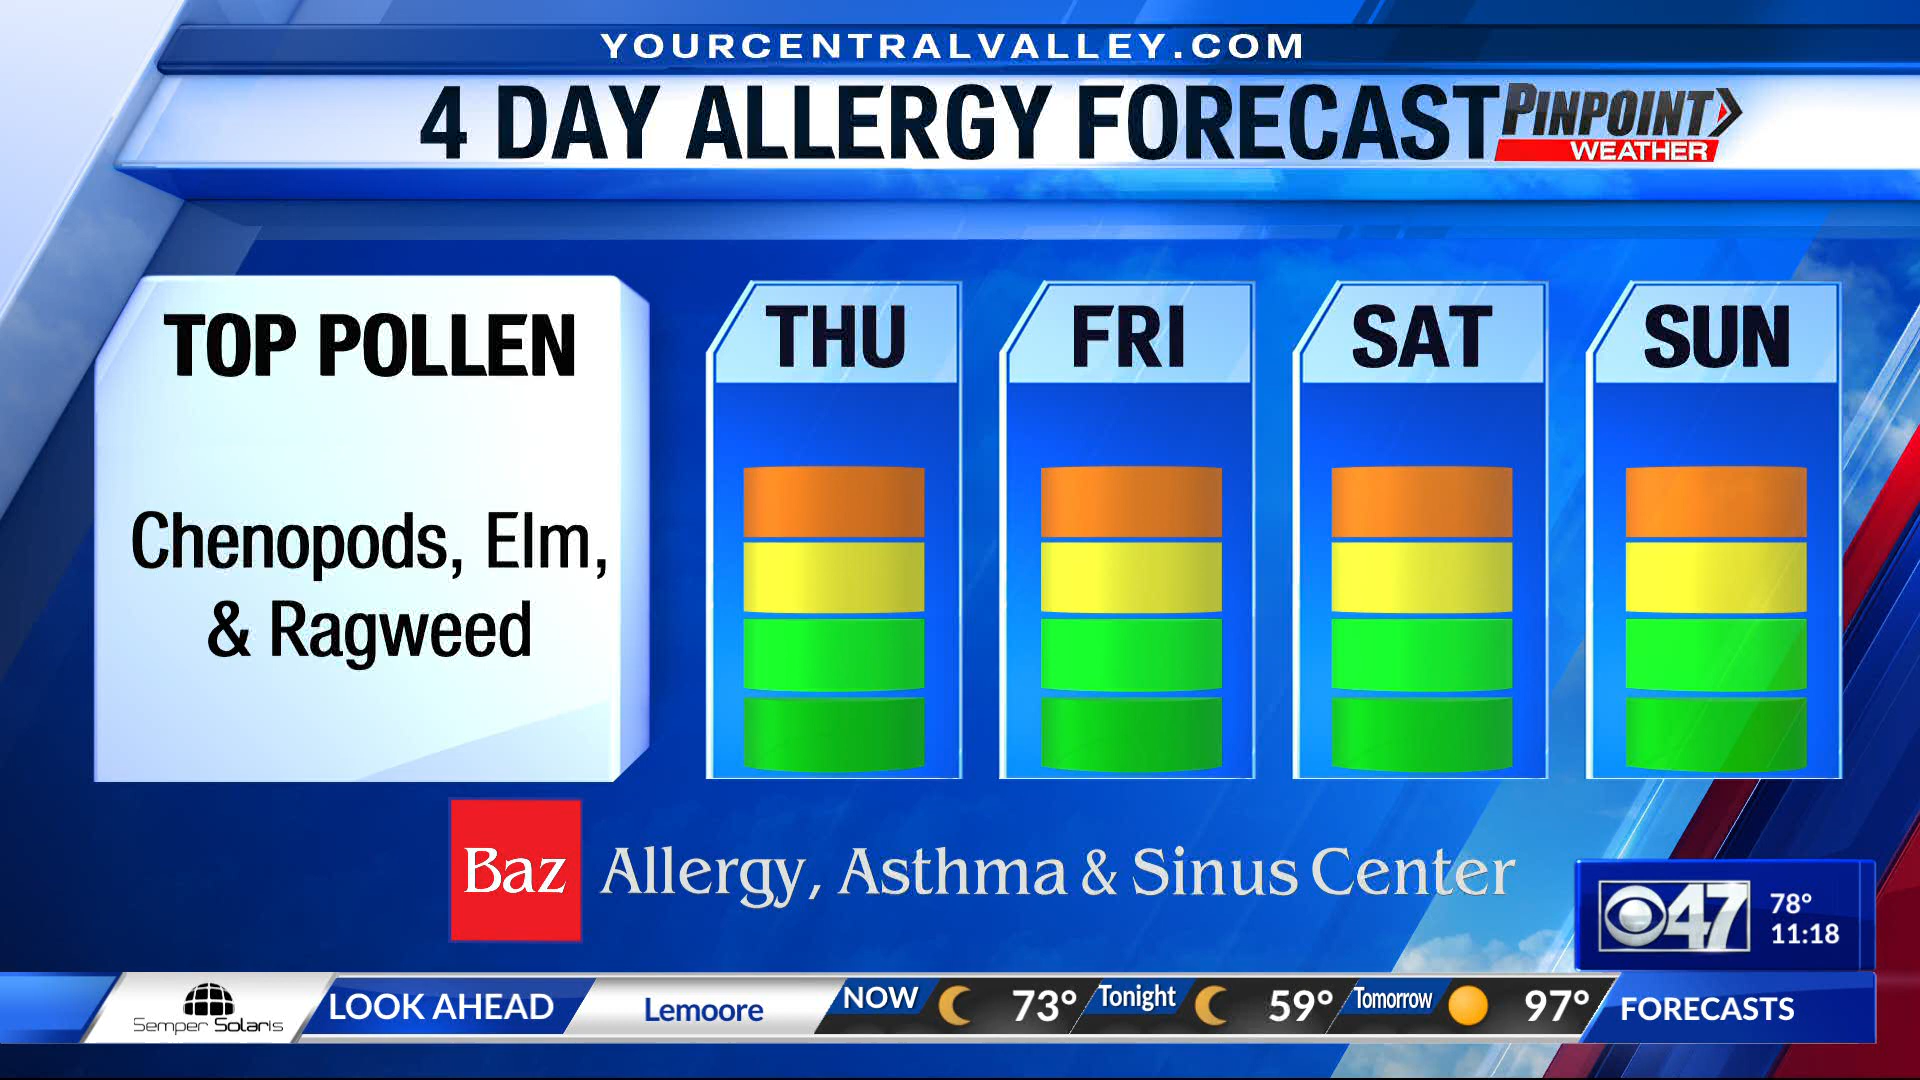 YOURCENTRALVALLEY.COM
4 DAY ALLERGY FORECAST
PINPOINT
WEATHER
TOP POLLEN
Chenopods, Elm,
& Ragweed
THU
FRI
SAT
SUN
Baz Allergy, Asthma & Sinus Center
47
78°
11:18
Semper Solaris
LOOK AHEAD
Lemoore
NOW 73°
Tonight 59°
Tomorrow 97°
FORECASTS